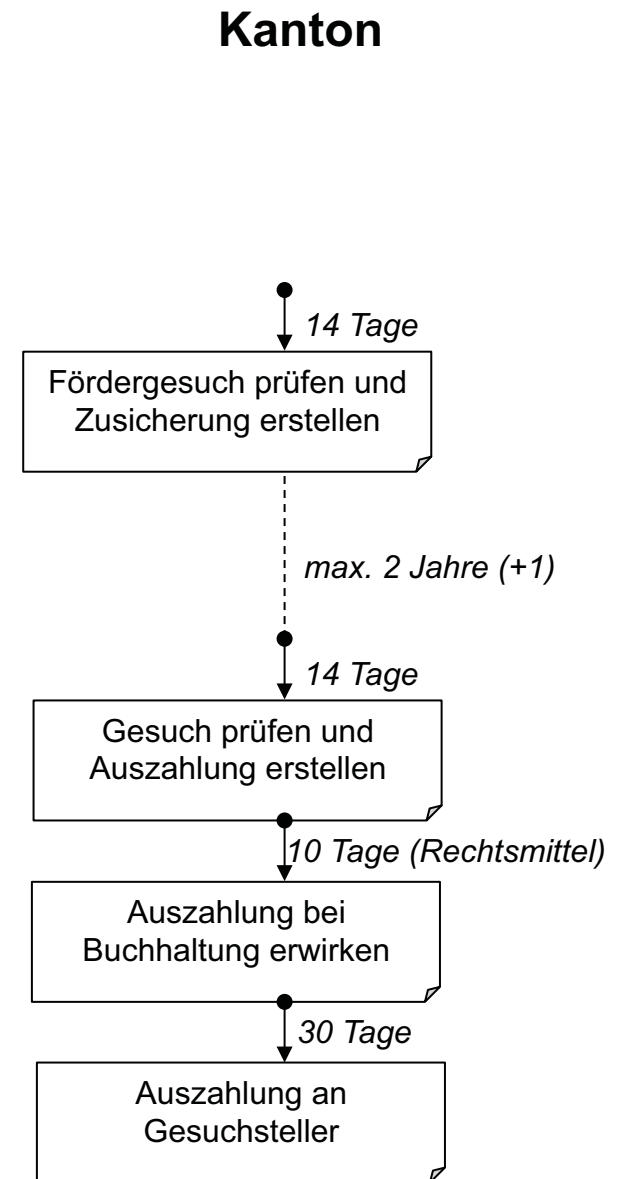 Kanton
14 Tage
Fördergesuch prüfen und
Zusicherung erstellen
max. 2 Jahre (+1)
14 Tage
Gesuch prüfen und
Auszahlung erstellen
10 Tage (Rechtsmittel)
Auszahlung bei
Buchhaltung erwirken
30 Tage
Auszahlung an
Gesuchsteller